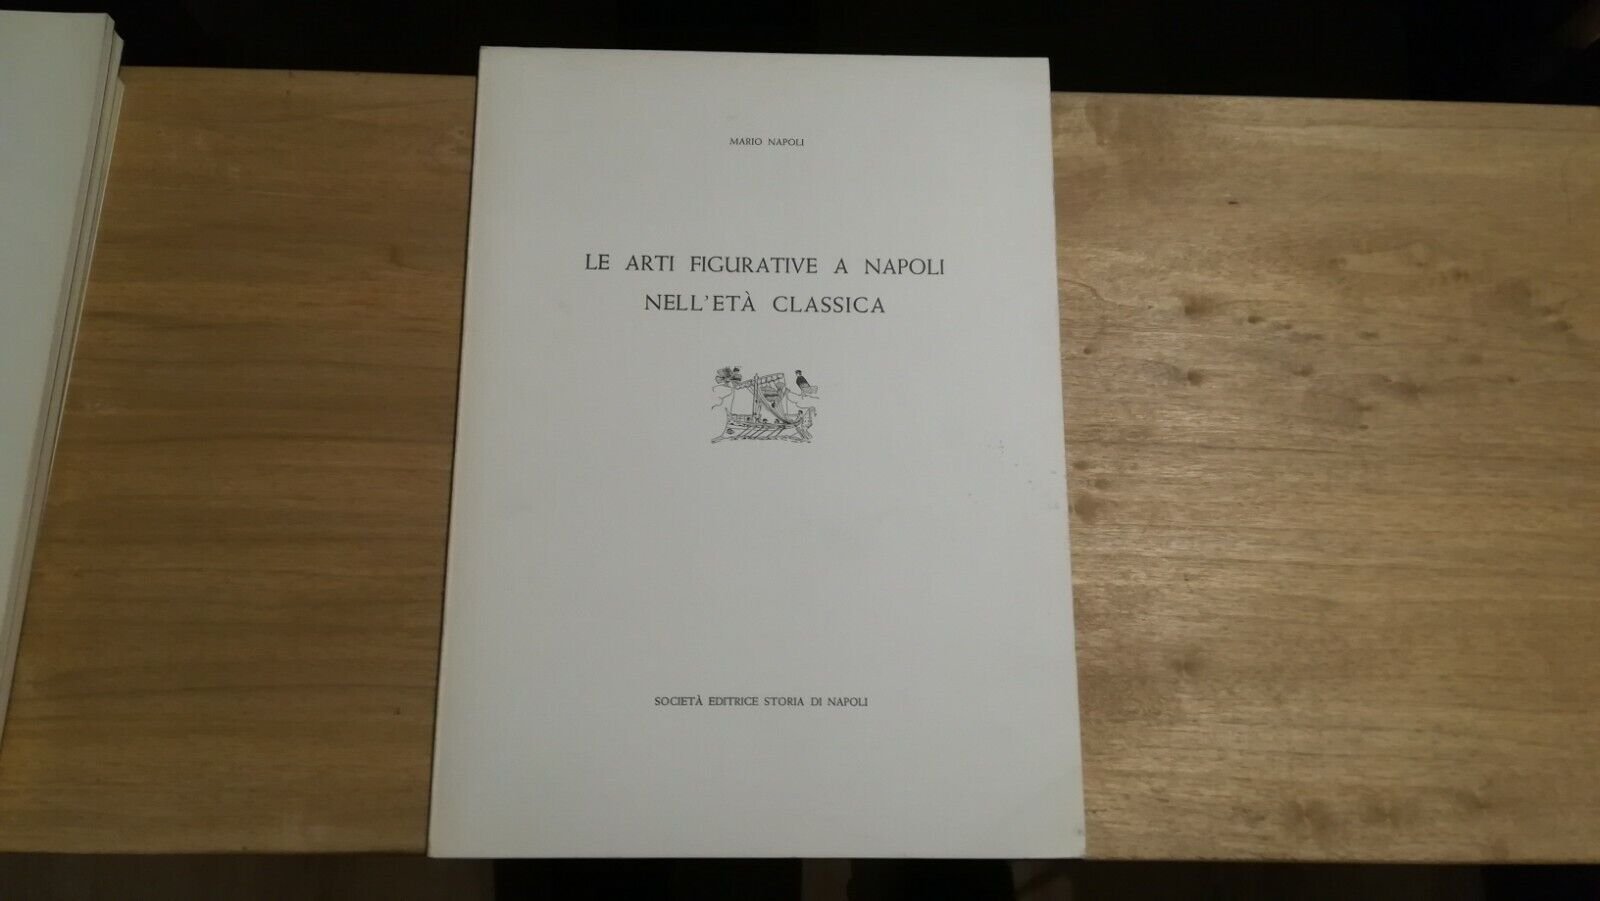 MARIO NAPOLI
LE ARTI FIGURATIVE A NAPOLI
NELL'ETÀ CLASSICA
SOCIETÀ EDITRICE STORIA DI NAPOLI